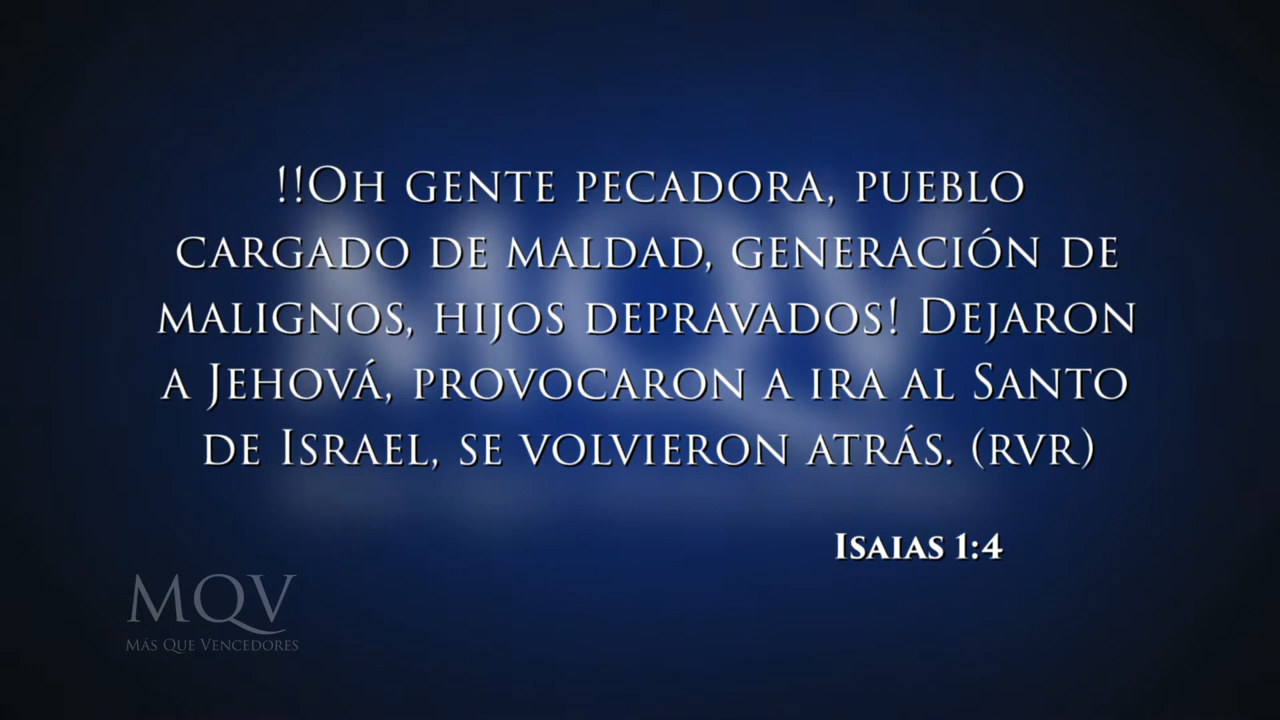 !!Oh gente pecadora, pueblo
cargado de maldad, generación de
malignos, hijos depravados! Dejaron
a Jehová, provocaron a ira al Santo
de Israel, se volvieron atrás. (rvr)
Isaias 1:4
MQV
Más Que Vencedores